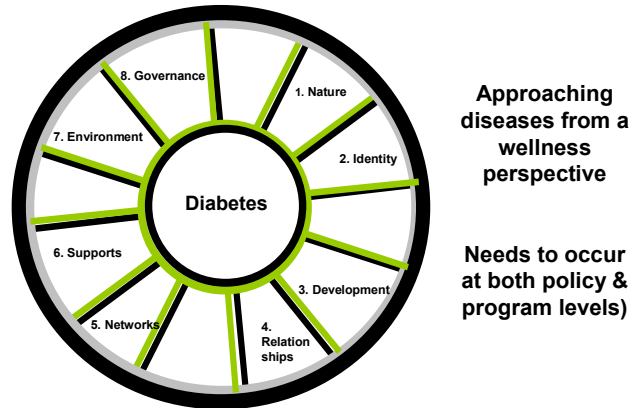 8. Governance
1. Nature
7. Environment
2. Identity
Diabetes
6. Supports
3. Development
5. Networks
4.
Relation
ships
Approaching
diseases from a
wellness
perspective
Needs to occur
at both policy &
program levels)